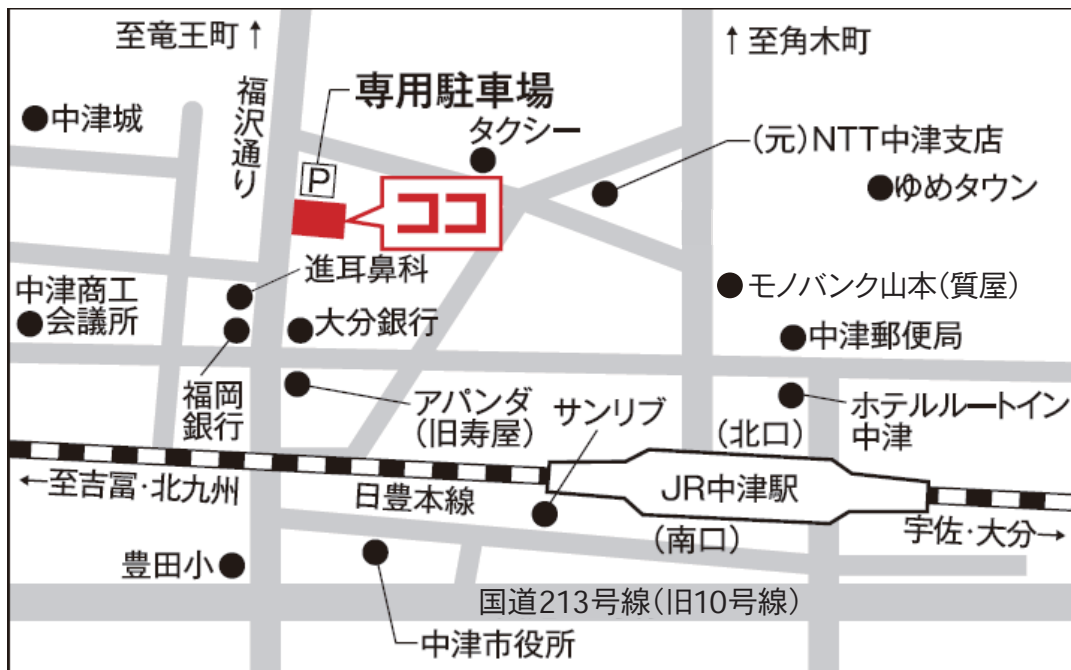 至竜王町↑
↑至角木町
福沢通り
P
専用駐車場
中津城
タクシー
(元)NTT中津支店
ゆめタウン
ココ
進耳鼻科
中津商工
会議所
大分銀行
モノバンク山本(質屋)
中津郵便局
福岡
銀行
アパンダ
(旧寿屋)
サンリブ
(北口)
ホテルルートイン
中津
←至吉冨・北九州
日豊本線
JR中津駅
(南口)
宇佐・大分→
豊田小
国道213号線(旧10号線)
中津市役所